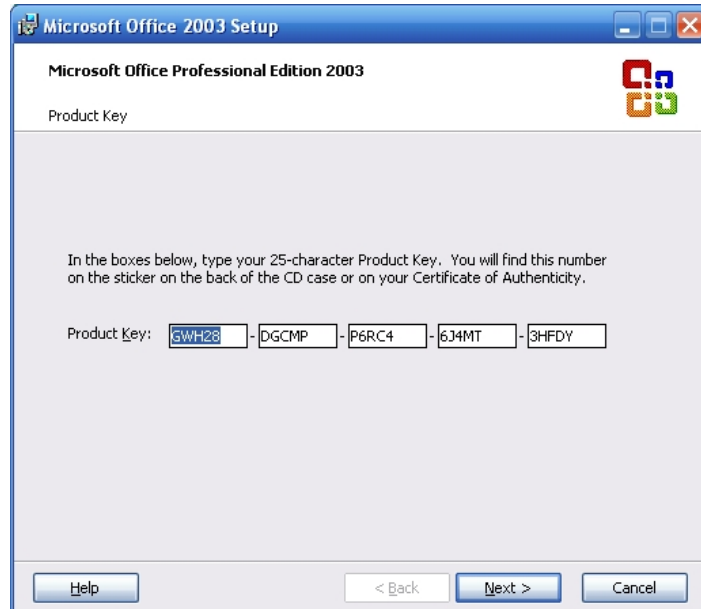 Microsoft Office 2003 Setup
Microsoft Office Professional Edition 2003
Product Key
In the boxes below, type your 25-character Product Key. You will find this number
on the sticker on the back of the CD case or on your Certificate of Authenticity.
Product Key: GWH28 - DGCMP - P6RC4 - 6J4MT - 3HFDY
Help < Back Next > Cancel